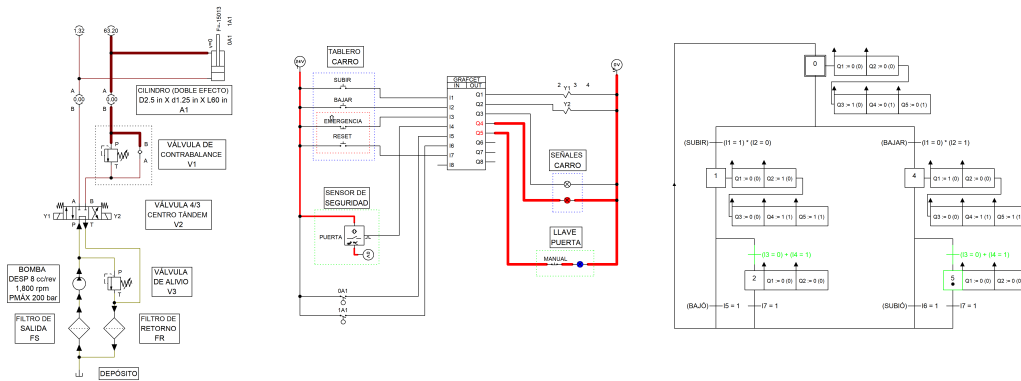 1.32
63.20
F=-15013
v=0
0A1
1A1
A
A
0.00
0.00
B
B
CILINDRO (DOBLE EFECTO)
D2.5 in X d1.25 in X L60 in
A1
P
T
B
A
VÁLVULA DE
CONTRABALANCE
V1
A
B
Y1
Y2
P
T
VÁLVULA 4/3
CENTRO TÁNDEM
V2
BOMBA
DESP 8 cc/rev
1,800 rpm
PMÁX 200 bar
P
T
VÁLVULA
DE ALIVIO
V3
FILTRO DE
SALIDA
FS
FILTRO DE
RETORNO
FR
DEPÓSITO
TABLERO
CARRO
24V
0V
SUBIR
BAJAR
EMERGENCIA
RESET
GRAFCET
IN
OUT
I1
I2
I3
I4
I5
I6
I7
I8
Q1
Q2
Q3
Q4
Q5
Q6
Q7
Q8
2
3
4
Y1
Y2
SEÑALES
CARRO
SENSOR DE
SEGURIDAD
PUERTA
LLAVE
PUERTA
MANUAL
0A1
1A1
0
Q1 := 0 (0)
Q2 := 0 (0)
Q3 := 1 (0)
Q4 := 0 (1)
Q5 := 0 (1)
(SUBIR)
(I1 = 1) * (I2 = 0)
(BAJAR)
(I1 = 0) * (I2 = 1)
1
Q1 := 0 (0)
Q2 := 1 (0)
Q3 := 0 (0)
Q4 := 1 (1)
Q5 := 1 (1)
4
Q1 := 1 (0)
Q2 := 0 (0)
Q3 := 0 (0)
Q4 := 1 (1)
Q5 := 1 (1)
(I3 = 0) + (I4 = 1)
(I3 = 0) + (I4 = 1)
2
Q1 := 0 (0)
Q2 := 0 (0)
5
Q1 := 0 (0)
Q2 := 0 (0)
(BAJÓ)
I5 = 1
I7 = 1
(SUBIÓ)
I6 = 1
I7 = 1